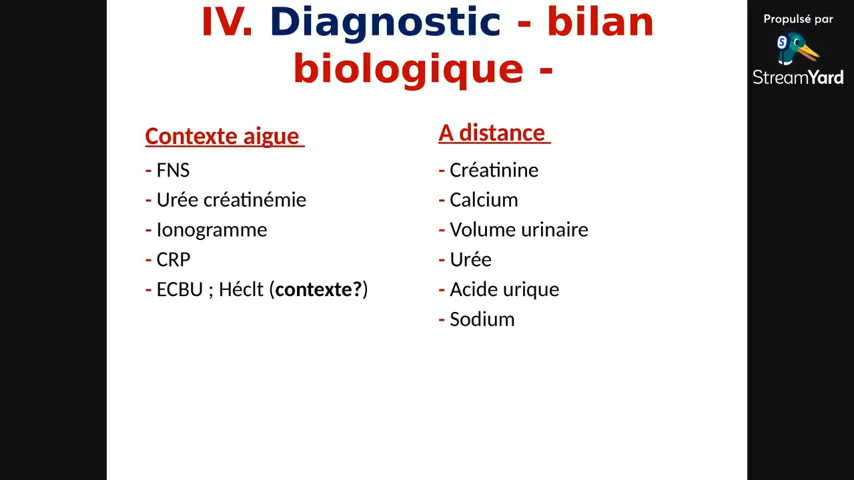 IV. Diagnostic - bilan
biologique -
Contexte aigue
- FNS
- Urée créatinémie
- Ionogramme
- CRP
- ECBU ; Héclt (contexte?)
A distance
- Créatinine
- Calcium
- Volume urinaire
- Urée
- Acide urique
- Sodium
Propulsé par
StreamYard